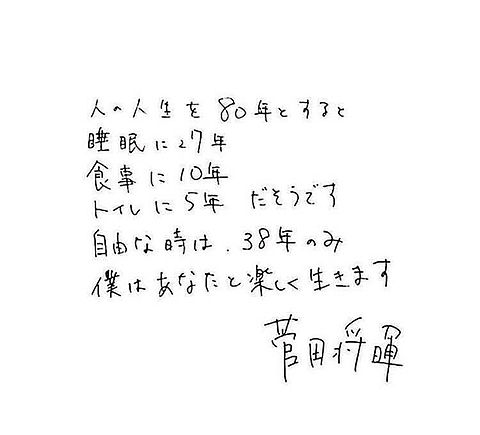 人の人生を80年とすると
睡眠に27年
食事に10年
トイレに5年 だそうです
自由な時は.38年のみ
僕はあなたと楽しく生きます
菅田将暉